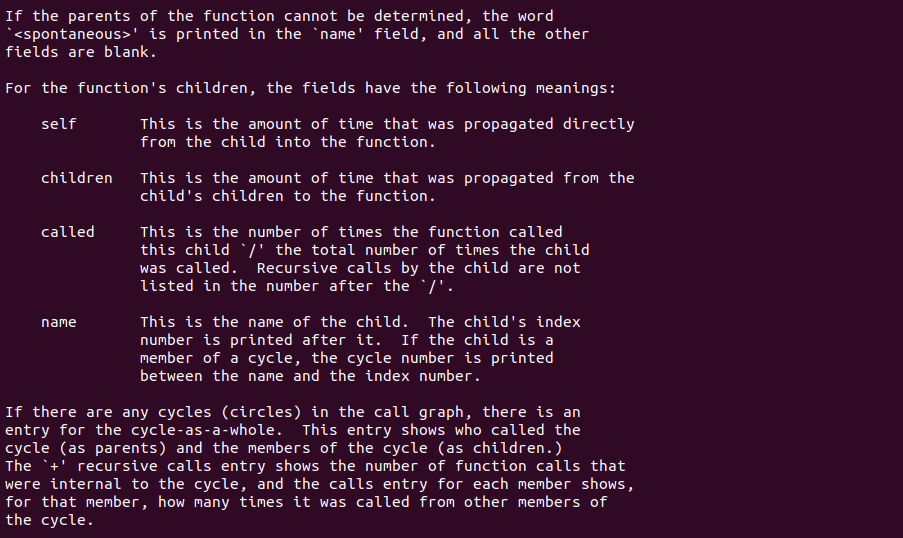 If the parents of the function cannot be determined, the word
`<spontaneous>' is printed in the `name' field, and all the other
fields are blank.
For the function's children, the fields have the following meanings:
self This is the amount of time that was propagated directly
from the child into the function.
children This is the amount of time that was propagated from the
child's children to the function.
called This is the number of times the function called
this child `/' the total number of times the child
was called.  Recursive calls by the child are not
listed in the number after the `/'.
name This is the name of the child.  The child's index
number is printed after it.  If the child is a
member of a cycle, the cycle number is printed
between the name and the index number.
If there are any cycles (circles) in the call graph, there is an
entry for the cycle-as-a-whole.  This entry shows who called the
cycle (as parents) and the members of the cycle (as children.)
The `+' recursive calls entry shows the number of function calls that
were internal to the cycle, and the calls entry for each member shows,
for that member, how many times it was called from other members of
the cycle.